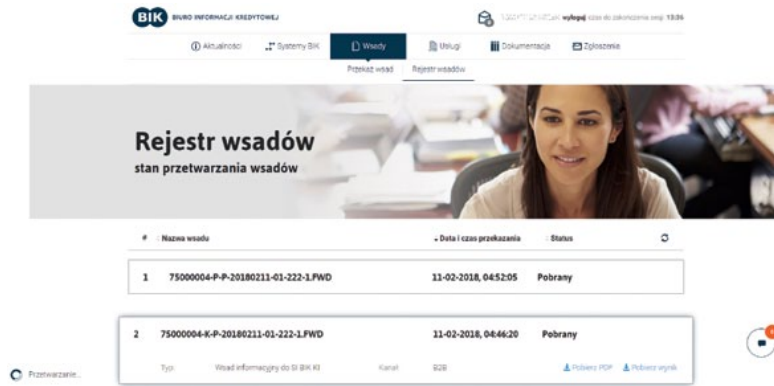 BIK BIURO INFORMACJI KREDYTOWEJ
wyloguj czas do zakończenia sesji 13:36
Aktualności Systemy BIK Wsady Usługi Dokumentacja Zgłoszenia
Przekaż wsad Rejestr wsadów
Rejestr wsadów
stan przetwarzania wsadów
# Nazwa wsadu Data i czas przekazania Status
1 75000004-P-P-20180211-01-222-1.FWD 11-02-2018, 04:52:05 Pobrany
2 75000004-K-P-20180211-01-222-1.FWD 11-02-2018, 04:46:20 Pobrany
Typ: Wsad informacyjny do SI BIK KI Kanał: B2B Pobierz PDF Pobierz wynik
Przetwarzanie...